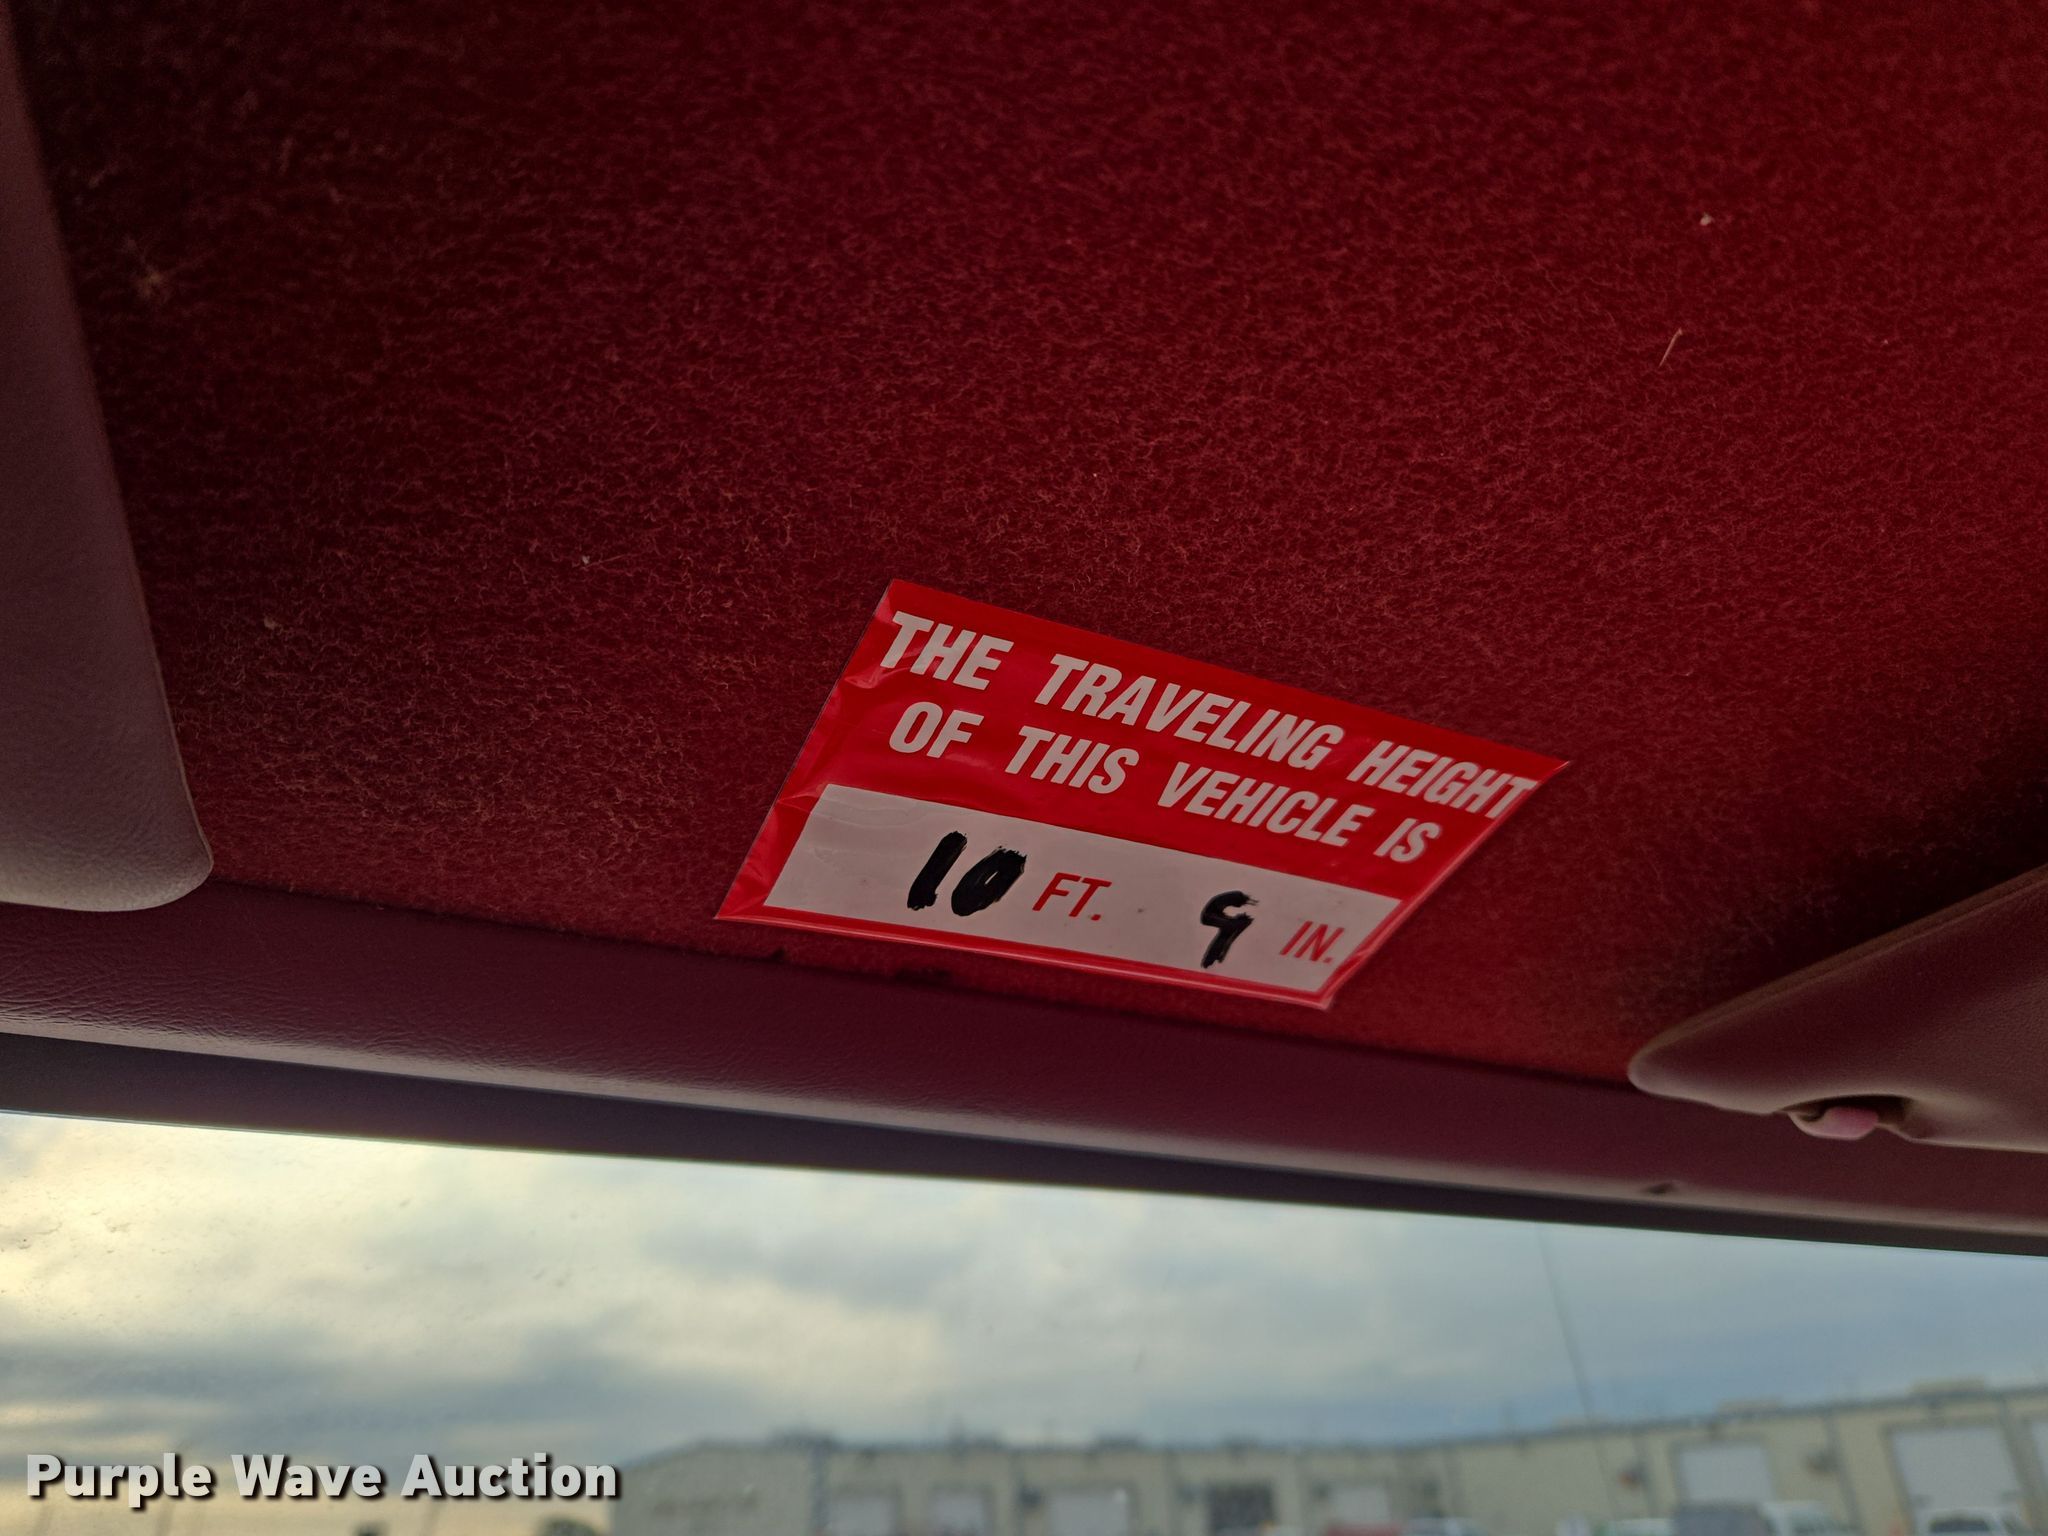 THE TRAVELING HEIGHT
OF THIS VEHICLE IS
10 FT. 9 IN.
Purple Wave Auction